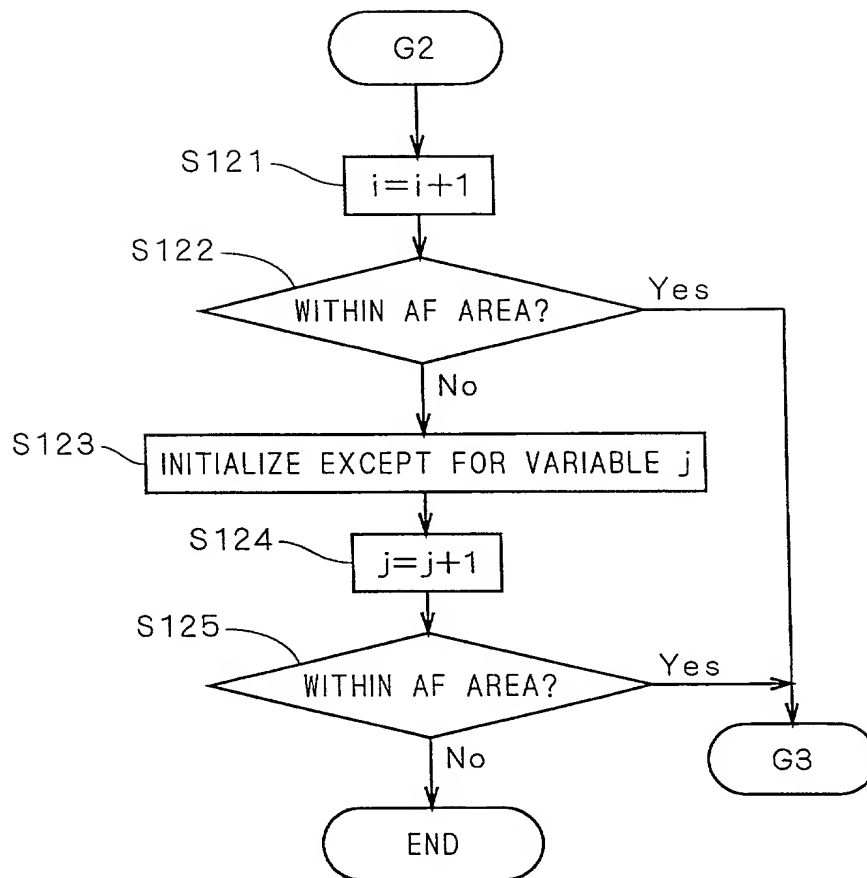 G2
S121
i=i+1
S122
WITHIN AF AREA?
Yes
No
S123
INITIALIZE EXCEPT FOR VARIABLE j
S124
j=j+1
S125
WITHIN AF AREA?
Yes
No
G3
END